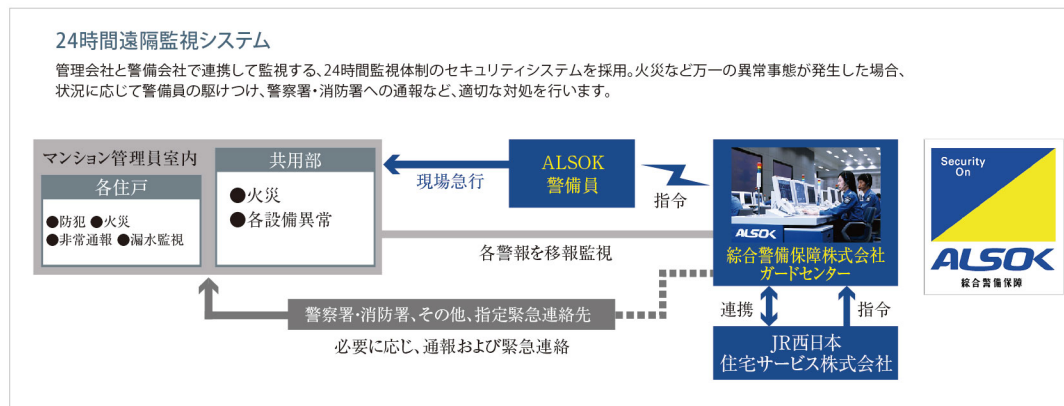 24時間遠隔監視システム
管理会社と警備会社で連携して監視する、24時間監視体制のセキュリティシステムを採用。火災など万一の異常事態が発生した場合、
状況に応じて警備員の駆けつけ、警察署・消防署への通報など、適切な対処を行います。
マンション管理員室内
各住戸
●防犯 ●火災
●非常通報 ●漏水監視
共用部
●火災
●各設備異常
現場急行
ALSOK
警備員
指令
ALSOK
綜合警備保障株式会社
ガードセンター
各警報を移報監視
警察署・消防署、その他、指定緊急連絡先
必要に応じ、通報および緊急連絡
連携
指令
JR西日本
住宅サービス株式会社
Security
On
ALSOK
綜合警備保障